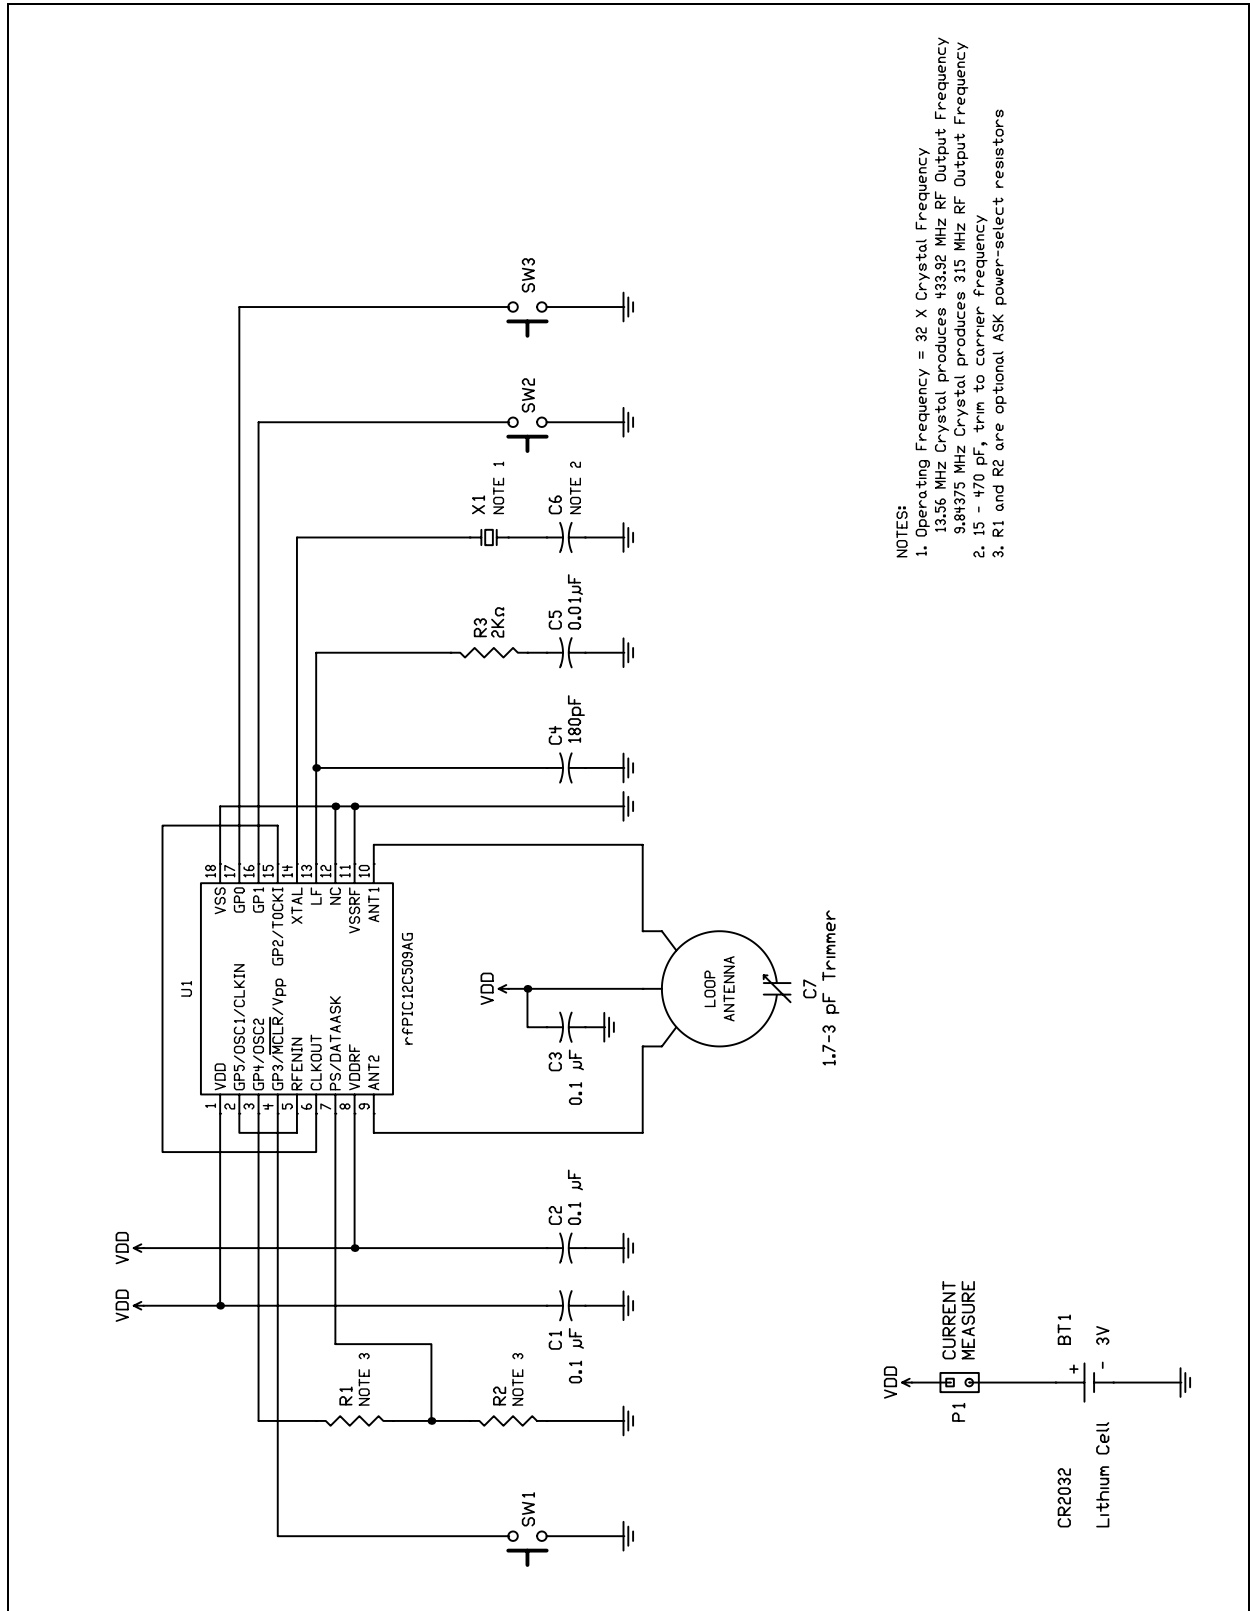 U1
rfPIC12C509AG
1
VDD
2
GP5/OSC1/CLKIN
3
GP4/OSC2
4
GP3/MCLR/Vpp
5
RFENIN
6
CLKOUT
7
PS/DATAASK
8
VDDRF
9
ANT2
18
VSS
17
GP0
16
GP1
15
GP2/T0CKI
14
XTAL
13
LF
12
NC
11
VSSRF
10
ANT1
VDD
VDD
SW1
R1
NOTE 3
R2
NOTE 3
C1
0.1 µF
C2
0.1 µF
VDD
C3
0.1 µF
LOOP
ANTENNA
C7
1.7-3 pF Trimmer
C4
180pF
R3
2KΩ
C5
0.01µF
X1
NOTE 1
C6
NOTE 2
SW2
SW3
VDD
P1
CURRENT
MEASURE
CR2032
Lithium Cell
+
BT1
-
3V
NOTES:
1. Operating Frequency = 32 X Crystal Frequency
13.56 MHz Crystal produces 433.92 MHz RF Output Frequency
9.84375 MHz Crystal produces 315 MHz RF Output Frequency
2. 15 - 470 pF, trim to carrier frequency
3. R1 and R2 are optional ASK power-select resistors